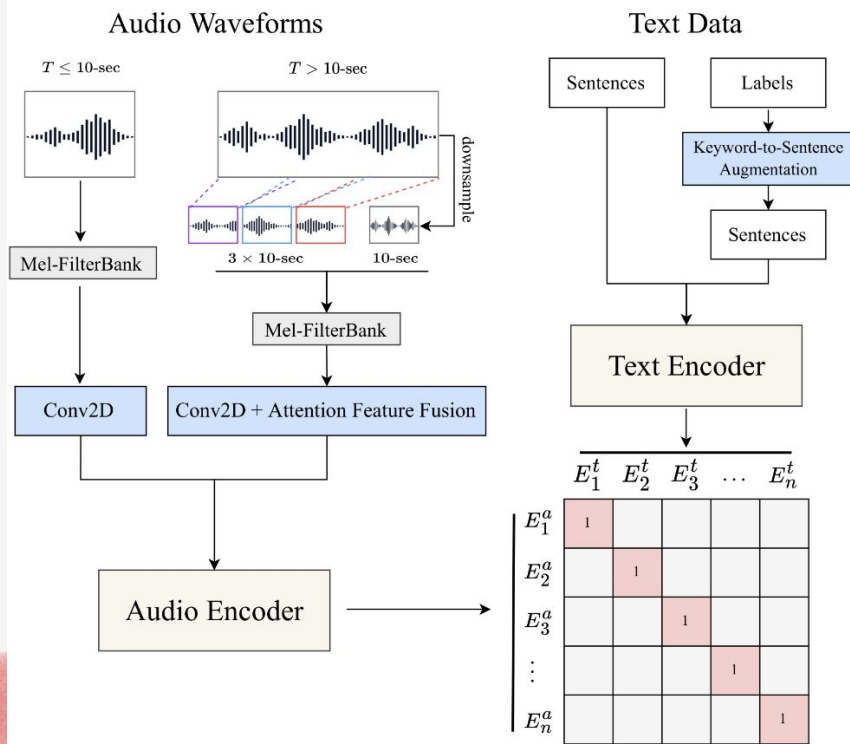 Audio Waveforms
T ≤ 10-sec
T > 10-sec
downsample
3 × 10-sec
10-sec
Mel-FilterBank
Mel-FilterBank
Conv2D
Conv2D + Attention Feature Fusion
Audio Encoder
Text Data
Sentences
Labels
Keyword-to-Sentence
Augmentation
Sentences
Text Encoder
E_1^t E_2^t E_3^t … E_n^t
E_1^a 1
E_2^a 1
E_3^a 1
⋮ 1
E_n^a 1